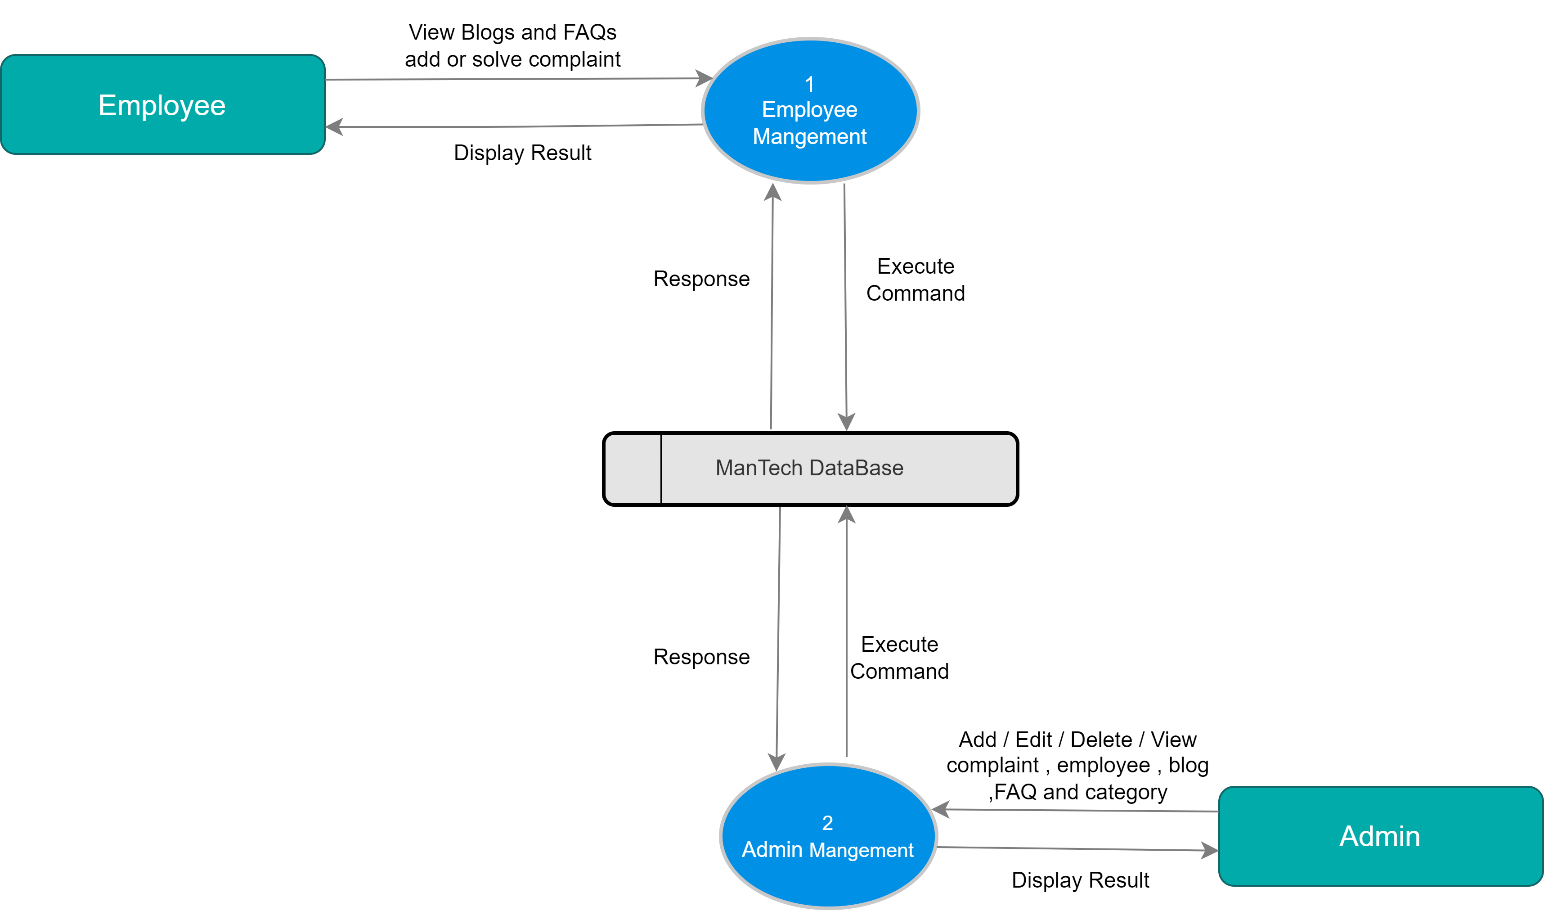 View Blogs and FAQs
add or solve complaint
Employee
Display Result
1
Employee
Mangement
Response
Execute
Command
ManTech DataBase
Response
Execute
Command
Add / Edit / Delete / View
complaint , employee , blog
,FAQ and category
2
Admin Mangement
Admin
Display Result